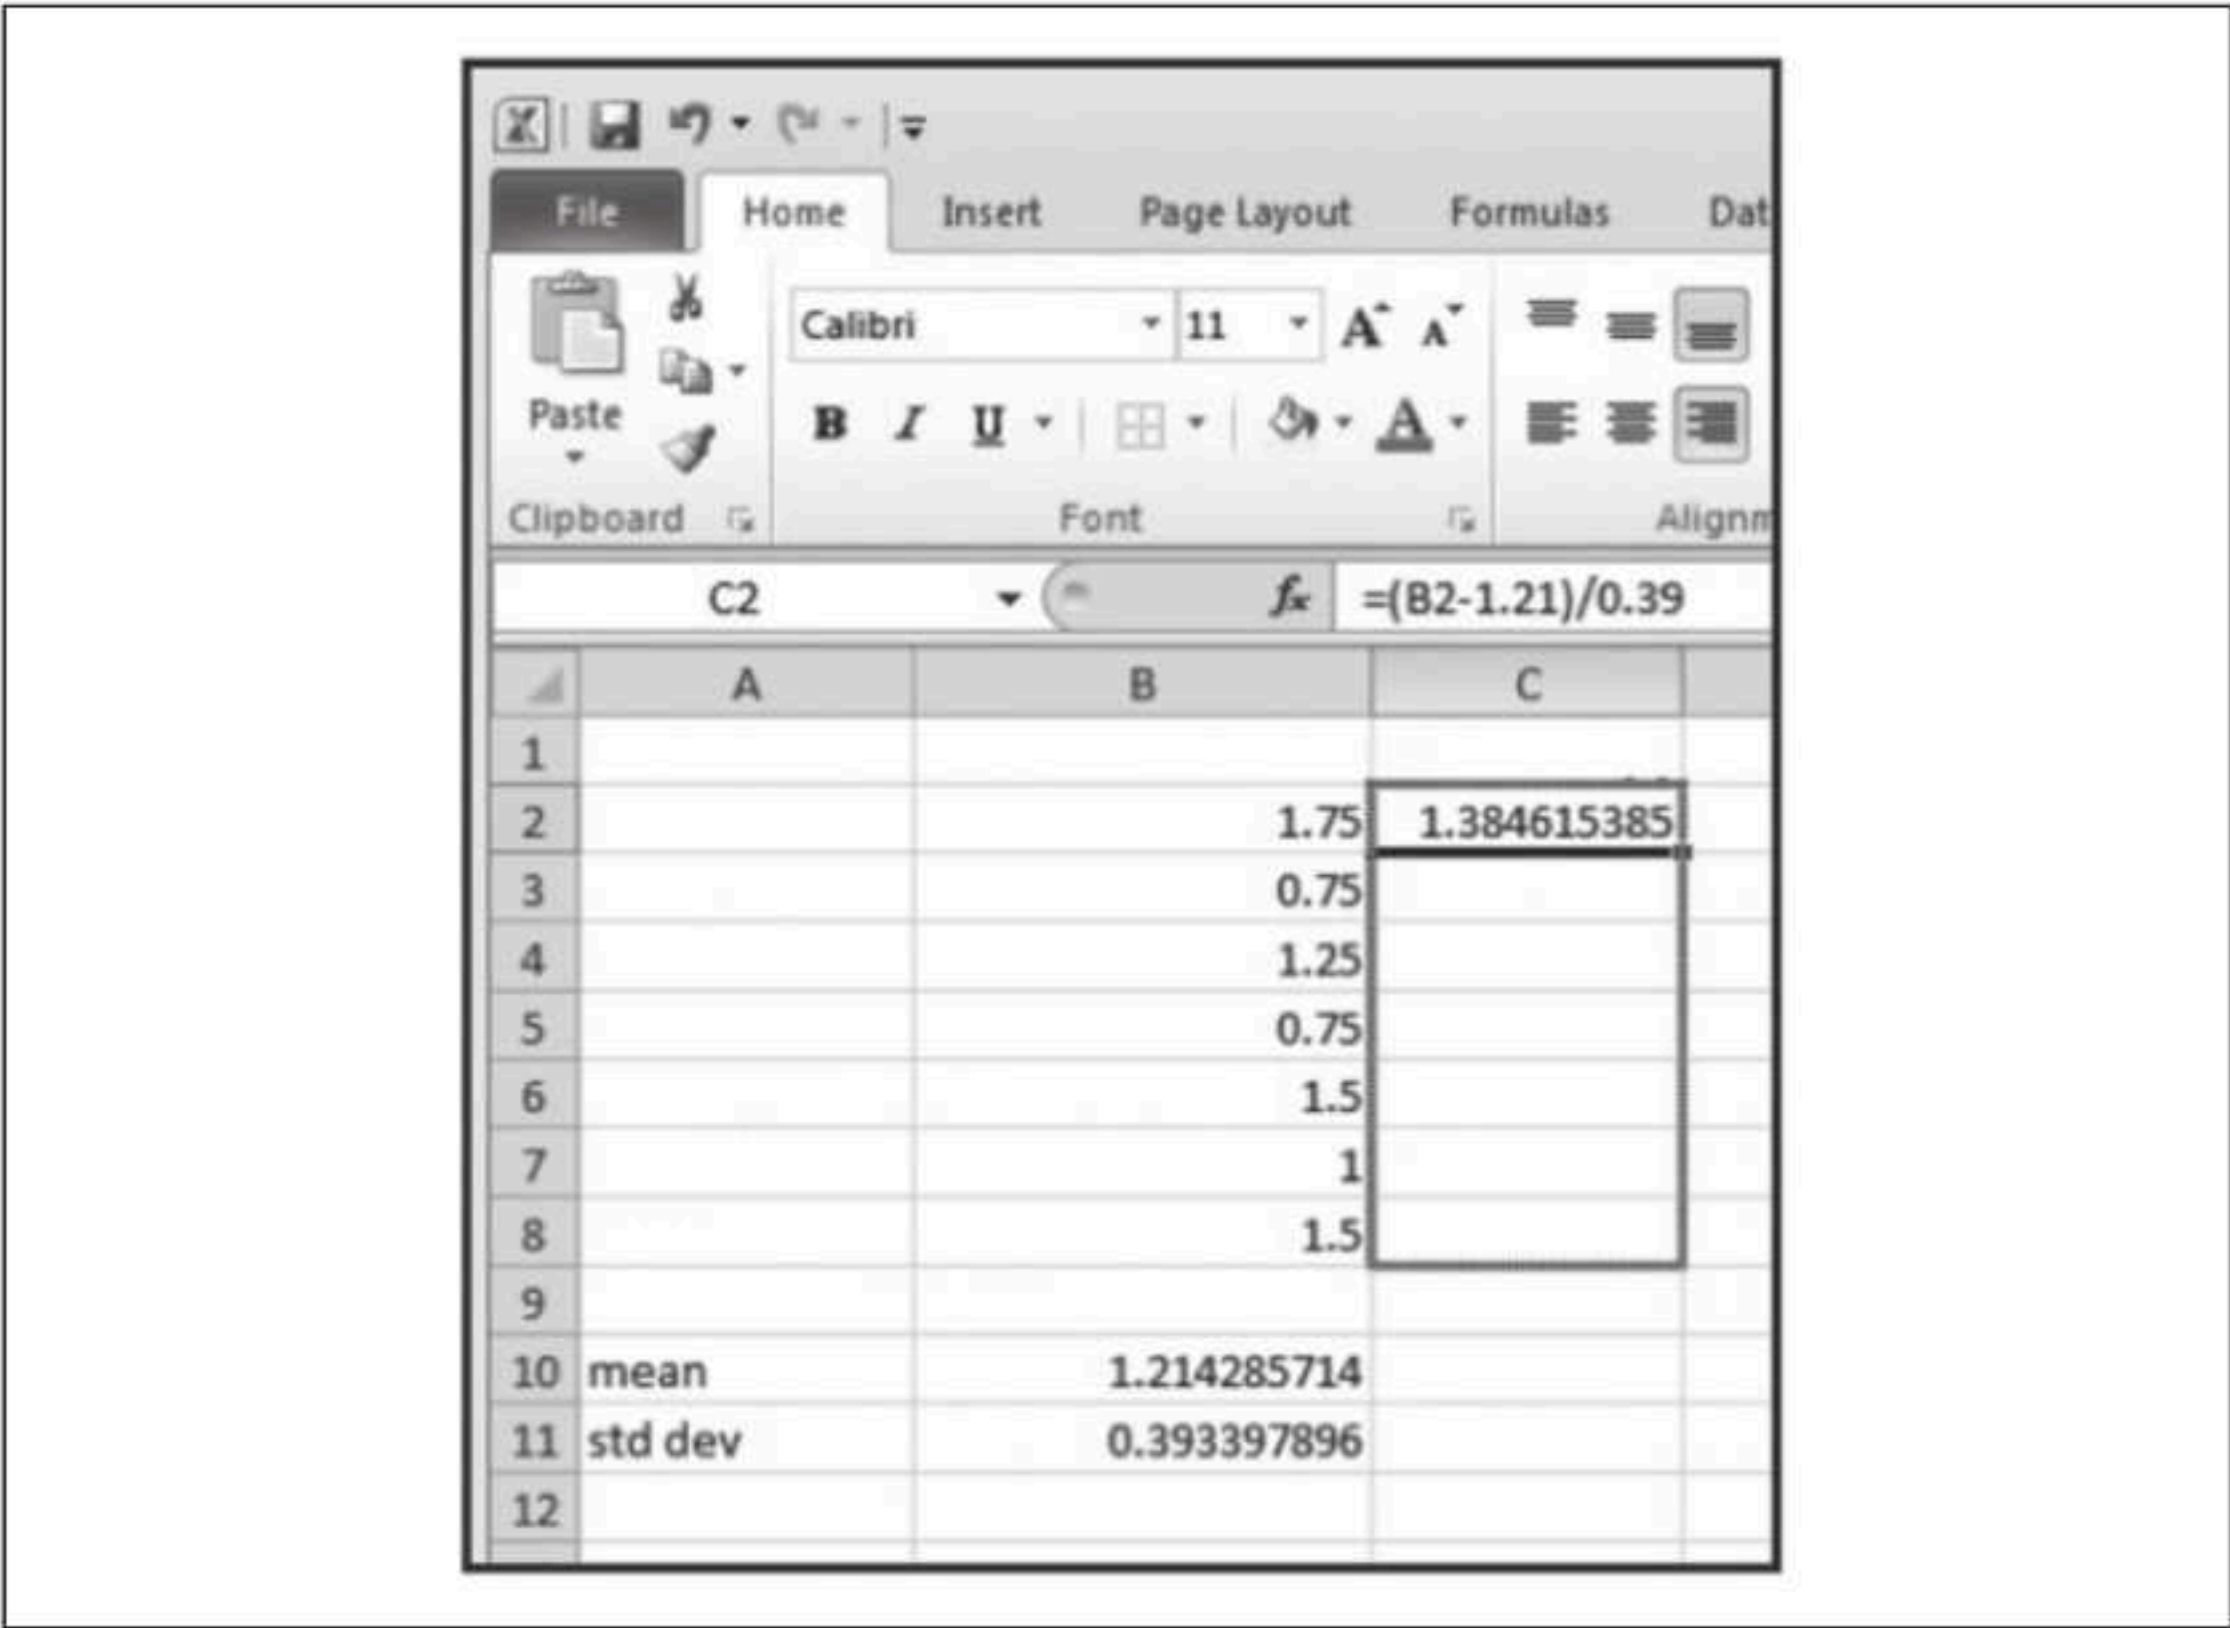 File Home Insert Page Layout Formulas Dat
Calibri 11
Paste B I U A
Clipboard Font Alignm
C2 fx =(B2-1.21)/0.39
A B C
1
2 1.75 1.384615385
3 0.75
4 1.25
5 0.75
6 1.5
7 1
8 1.5
9
10 mean 1.214285714
11 std dev 0.393397896
12